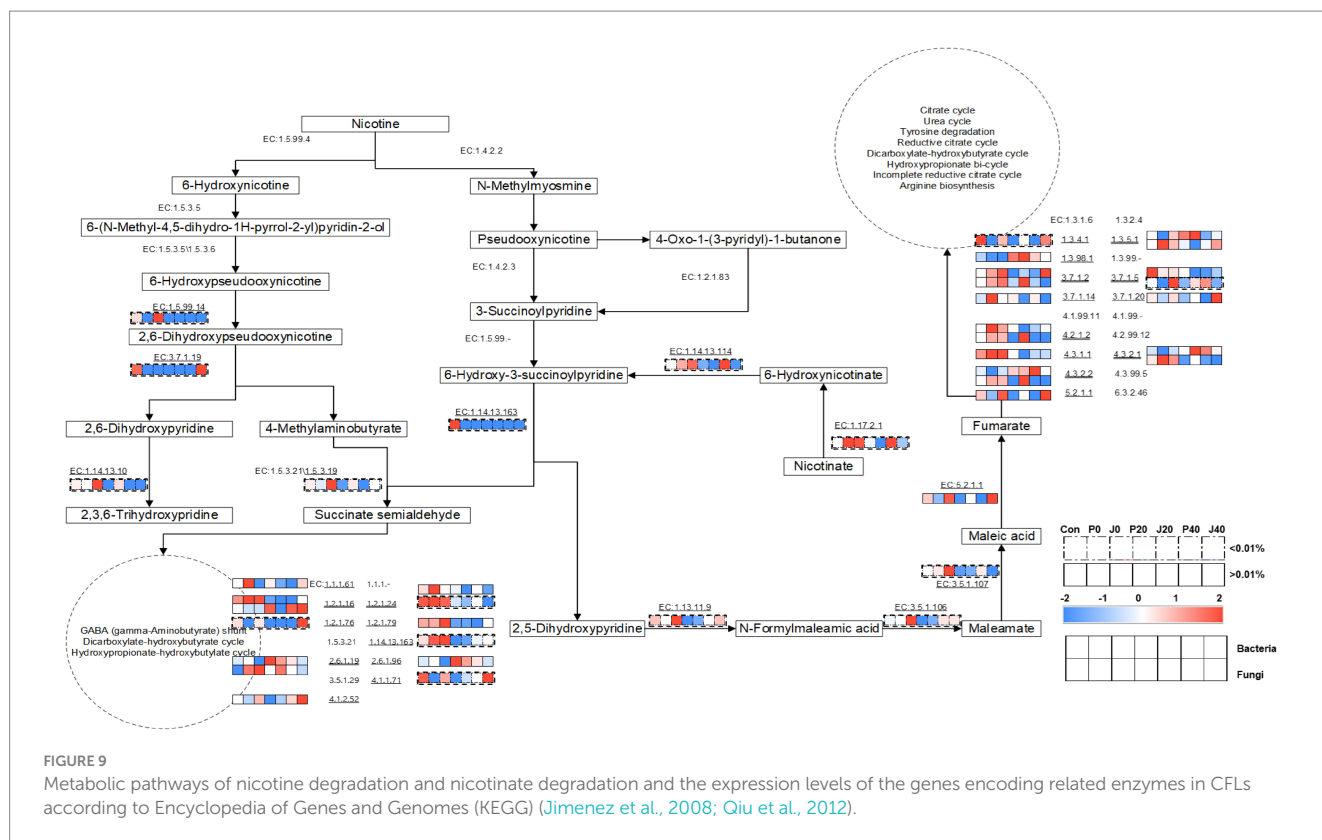 Nicotine
EC:1.5.99.4
EC:1.4.2.2
6-Hydroxynicotine
N-Methylmyosmine
EC:1.5.3.5
6-(N-Methyl-4,5-dihydro-1H-pyrrol-2-yl)pyridin-2-ol
EC:1.5.3.5\1.5.3.6
6-Hydroxypseudooxynicotine
EC:1.5.99.14
2,6-Dihydroxypseudooxynicotine
EC:3.7.1.19
2,6-Dihydroxypyridine
4-Methylaminobutyrate
EC:1.14.13.10
EC:1.5.3.21\1.5.3.19
2,3,6-Trihydroxypridine
Succinate semialdehyde
Pseudooxynicotine
4-Oxo-1-(3-pyridyl)-1-butanone
EC:1.4.2.3
EC:1.2.1.83
3-Succinoylpyridine
EC:1.5.99.-
EC:1.14.13.114
6-Hydroxy-3-succinoylpyridine
6-Hydroxynicotinate
EC:1.14.13.163
EC:1.17.2.1
Nicotinate
GABA (gamma-Aminobutyrate) shunt
Dicarboxylate-hydroxybutyrate cycle
Hydroxypropionate-hydroxybutylate cycle
EC:1.1.1.61 1.1.1.-
1.2.1.16 1.2.1.24
1.2.1.76 1.2.1.79
1.5.3.21 1.14.13.163
2.6.1.19 2.6.1.96
3.5.1.29 4.1.1.71
4.1.2.52
2,5-Dihydroxypyridine
EC:1.13.11.9
N-Formylmaleamic acid
EC:3.5.1.106
Maleamate
EC:3.5.1.107
Maleic acid
EC:5.2.1.1
Fumarate
Citrate cycle
Urea cycle
Tyrosine degradation
Reductive citrate cycle
Dicarboxylate-hydroxybutyrate cycle
Hydroxypropionate bi-cycle
Incomplete reductive citrate cycle
Arginine biosynthesis
EC:1.3.1.6 1.3.2.4
1.3.4.1 1.3.5.1
1.3.98.1 1.3.99.-
3.7.1.2 3.7.1.5
3.7.1.14 3.7.1.20
4.1.99.11 4.1.99.-
4.2.1.2 4.2.99.12
4.3.1.1 4.3.2.1
4.3.2.2 4.3.99.5
5.2.1.1 6.3.2.46
Con P0 J0 P20 J20 P40 J40
<0.01%
>0.01%
-2 -1 0 1 2
Bacteria
Fungi
FIGURE 9
Metabolic pathways of nicotine degradation and nicotinate degradation and the expression levels of the genes encoding related enzymes in CFLs
according to Encyclopedia of Genes and Genomes (KEGG) (Jimenez et al., 2008; Qiu et al., 2012).